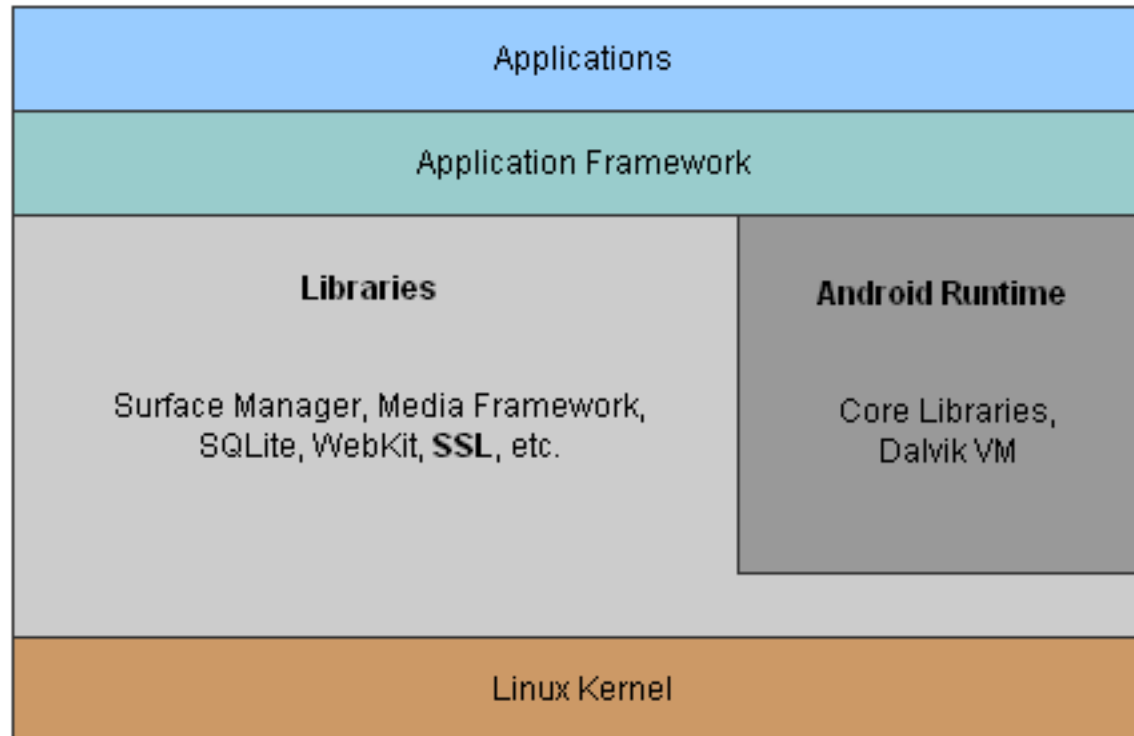 Applications
Application Framework
Libraries
Surface Manager, Media Framework,
SQLite, WebKit, SSL, etc.
Android Runtime
Core Libraries,
Dalvik VM
Linux Kernel